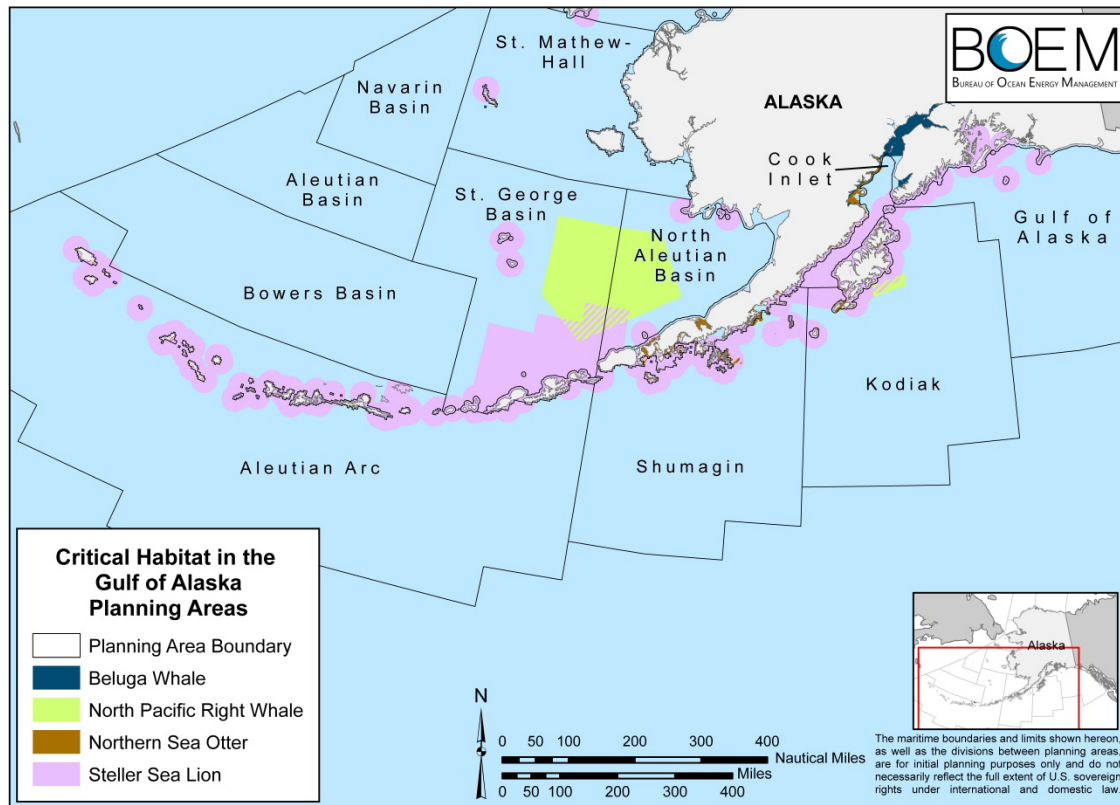 St. Mathew-
Hall
Navarin
Basin
ALASKA
BOEM
BUREAU OF OCEAN ENERGY MANAGEMENT
Cook
Inlet
Aleutian
Basin
St. George
Basin
North
Aleutian
Basin
Gulf of
Alaska
Bowers Basin
Kodiak
Aleutian Arc
Shumagin
Critical Habitat in the
Gulf of Alaska
Planning Areas
Planning Area Boundary
Beluga Whale
North Pacific Right Whale
Northern Sea Otter
Steller Sea Lion
N
0 50 100 200 300 400
Nautical Miles
0 50 100 200 300 400
Miles
Alaska
The maritime boundaries and limits shown hereon,
as well as the divisions between planning areas,
are for initial planning purposes only and do not
necessarily reflect the full extent of U.S. sovereign
rights under international and domestic law.